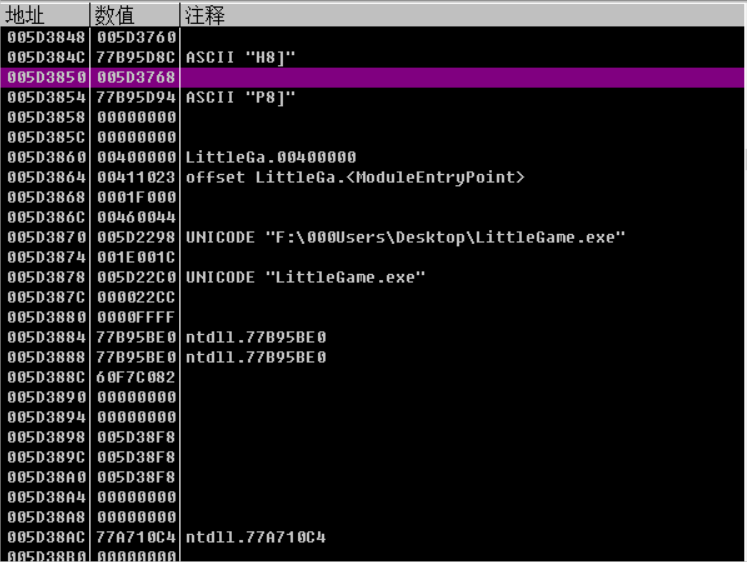 地址 数值 注释
005D3848 005D3760
005D384C 77B95D8C ASCII "H8]"
005D3850 005D3768
005D3854 77B95D94 ASCII "P8]"
005D3858 00000000
005D385C 00000000
005D3860 00400000 LittleGa.00400000
005D3864 00411023 offset LittleGa.<ModuleEntryPoint>
005D3868 0001F000
005D386C 00460044
005D3870 005D2298 UNICODE "F:\000Users\Desktop\LittleGame.exe"
005D3874 001E001C
005D3878 005D22C0 UNICODE "LittleGame.exe"
005D387C 000022CC
005D3880 0000FFFF
005D3884 77B95BE0 ntdll.77B95BE0
005D3888 77B95BE0 ntdll.77B95BE0
005D388C 60F7C082
005D3890 00000000
005D3894 00000000
005D3898 005D38F8
005D389C 005D38F8
005D38A0 005D38F8
005D38A4 00000000
005D38A8 00000000
005D38AC 77A710C4 ntdll.77A710C4
005D38B0 00000000